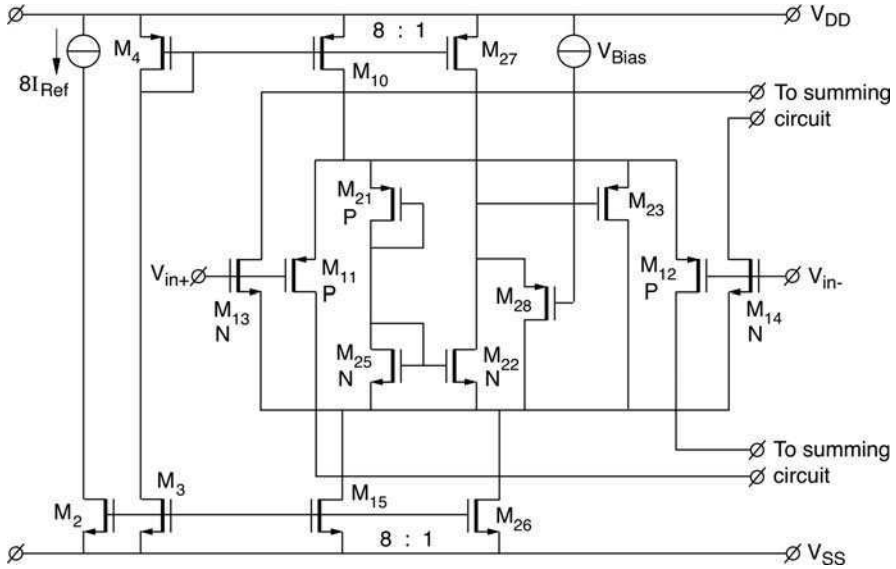 8 : 1
V_DD
M_4
M_10
M_27
V_Bias
8I_Ref
To summing
circuit
M_21
P
M_23
V_in+
M_11
P
M_12
P
V_in-
M_13
N
M_28
M_14
N
M_25
N
M_22
N
To summing
circuit
M_2
M_3
M_15
M_26
8 : 1
V_SS